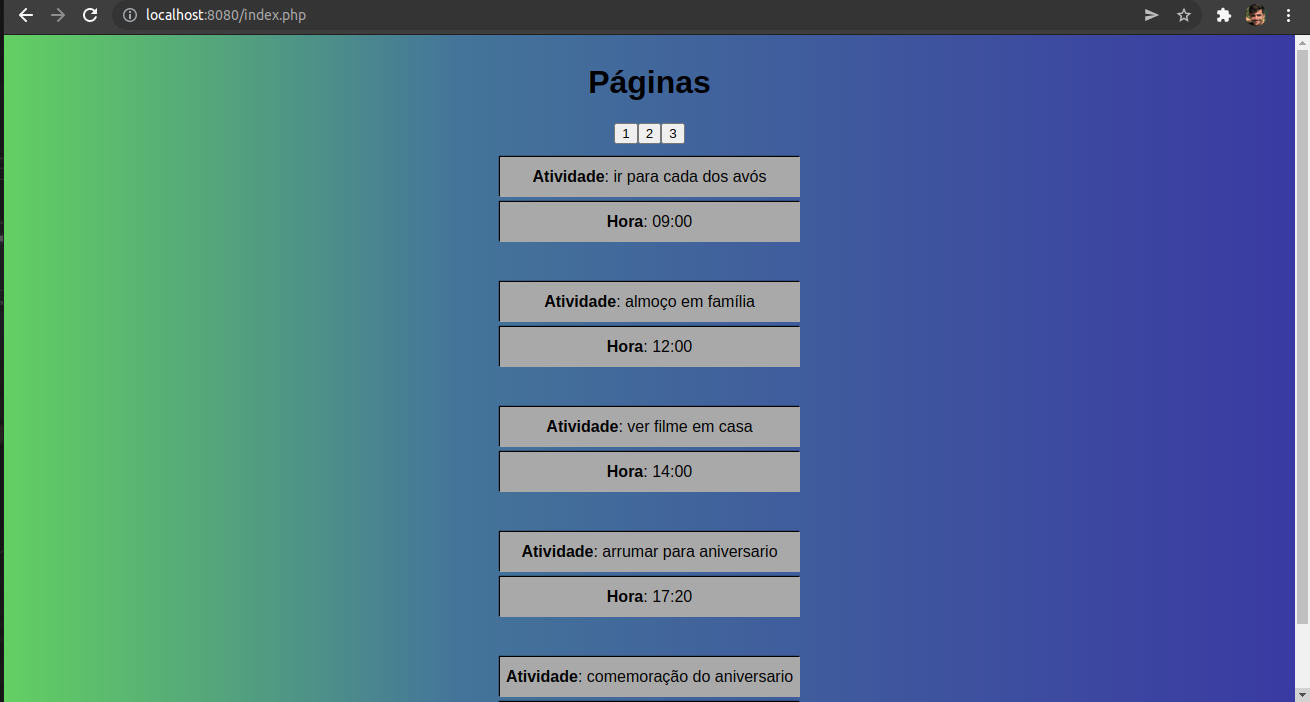 localhost:8080/index.php
Páginas
1 2 3
Atividade: ir para cada dos avós
Hora: 09:00
Atividade: almoço em família
Hora: 12:00
Atividade: ver filme em casa
Hora: 14:00
Atividade: arrumar para aniversario
Hora: 17:20
Atividade: comemoração do aniversario